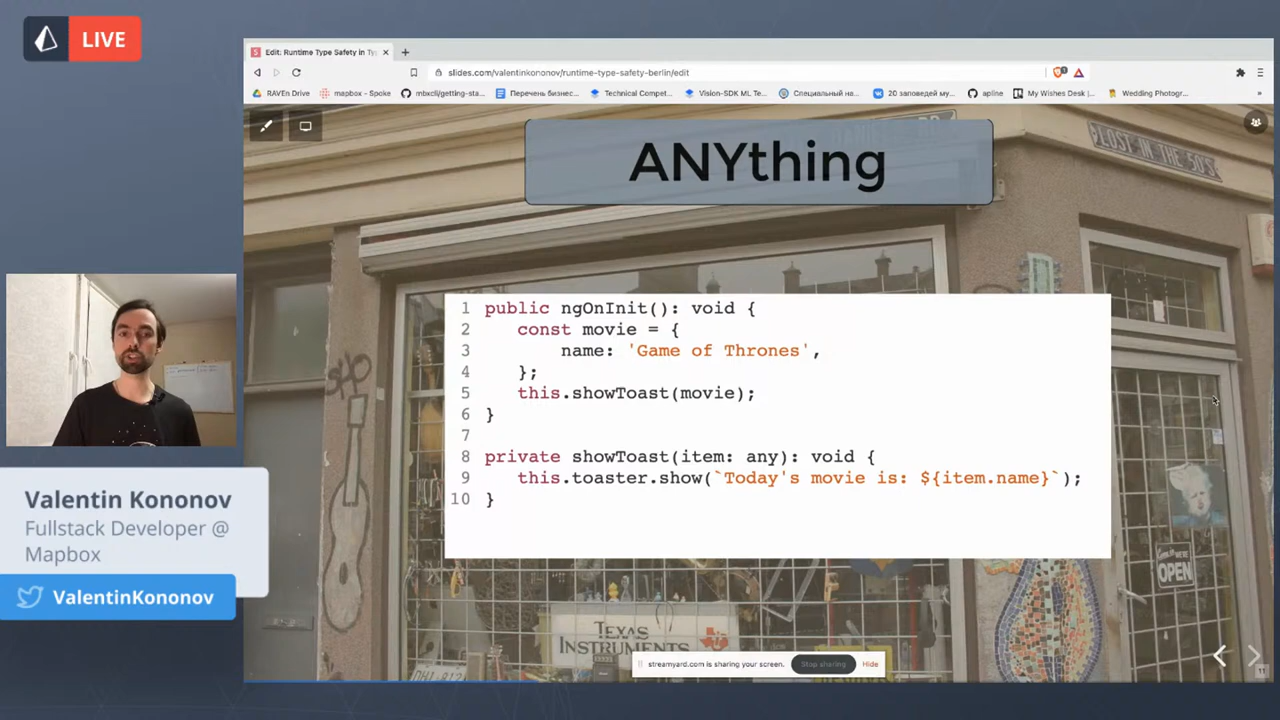 LIVE
Edit: Runtime Type Safety in Ty
slides.com/valentinkononov/runtime-type-safety-berlin/edit
RAVEn Drive
mapbox - Spoke
mbxcli/getting-sta...
Перечень бизнес...
Technical Compet...
Vision-SDK ML Te...
Специальный на...
20 заповедей му...
apline
My Wishes Desk |...
Wedding Photogr...
»
ANYthing
LOST IN THE 50'S
1 public ngOnInit(): void {
2 const movie = {
3 name: 'Game of Thrones',
4 };
5 this.showToast(movie);
6 }
7
8 private showToast(item: any): void {
9 this.toaster.show(`Today's movie is: ${item.name}`);
10 }
Valentin Kononov
Fullstack Developer @
Mapbox
ValentinKononov
OPEN
TEXAS
INSTRUMENTS
streamyard.com is sharing your screen.
Stop sharing
Hide